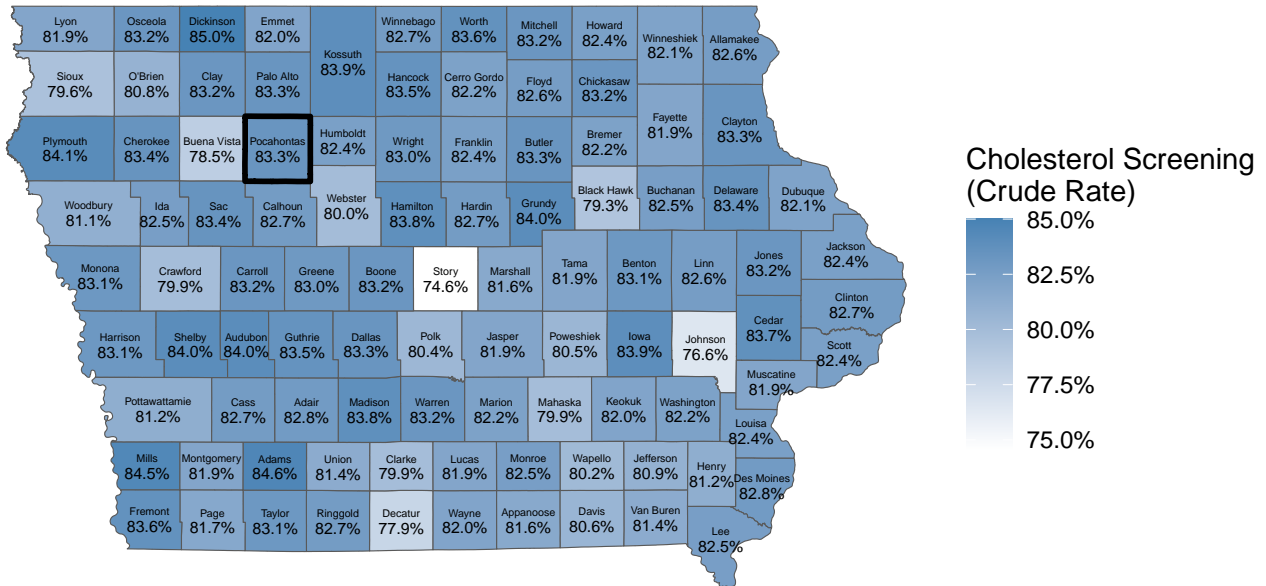 Lyon
81.9%
Osceola
83.2%
Dickinson
85.0%
Emmet
82.0%
Kossuth
83.9%
Winnebago
82.7%
Worth
83.6%
Mitchell
83.2%
Howard
82.4%
Winneshiek
82.1%
Allamakee
82.6%
Sioux
79.6%
O'Brien
80.8%
Clay
83.2%
Palo Alto
83.3%
Hancock
83.5%
Cerro Gordo
82.2%
Floyd
82.6%
Chickasaw
83.2%
Fayette
81.9%
Clayton
83.3%
Plymouth
84.1%
Cherokee
83.4%
Buena Vista
78.5%
Pocahontas
83.3%
Humboldt
82.4%
Wright
83.0%
Franklin
82.4%
Butler
83.3%
Bremer
82.2%
Woodbury
81.1%
Ida
82.5%
Sac
83.4%
Calhoun
82.7%
Webster
80.0%
Hamilton
83.8%
Hardin
82.7%
Grundy
84.0%
Black Hawk
79.3%
Buchanan
82.5%
Delaware
83.4%
Dubuque
82.1%
Monona
83.1%
Crawford
79.9%
Carroll
83.2%
Greene
83.0%
Boone
83.2%
Story
74.6%
Marshall
81.6%
Tama
81.9%
Benton
83.1%
Linn
82.6%
Jones
83.2%
Jackson
82.4%
Clinton
82.7%
Harrison
83.1%
Shelby
84.0%
Audubon
84.0%
Guthrie
83.5%
Dallas
83.3%
Polk
80.4%
Jasper
81.9%
Poweshiek
80.5%
Iowa
83.9%
Johnson
76.6%
Cedar
83.7%
Scott
82.4%
Muscatine
81.9%
Pottawattamie
81.2%
Cass
82.7%
Adair
82.8%
Madison
83.8%
Warren
83.2%
Marion
82.2%
Mahaska
79.9%
Keokuk
82.0%
Washington
82.2%
Louisa
82.4%
Mills
84.5%
Montgomery
81.9%
Adams
84.6%
Union
81.4%
Clarke
79.9%
Lucas
81.9%
Monroe
82.5%
Wapello
80.2%
Jefferson
80.9%
Henry
81.2%
Des Moines
82.8%
Fremont
83.6%
Page
81.7%
Taylor
83.1%
Ringgold
82.7%
Decatur
77.9%
Wayne
82.0%
Appanoose
81.6%
Davis
80.6%
Van Buren
81.4%
Lee
82.5%
Cholesterol Screening
(Crude Rate)
85.0%
82.5%
80.0%
77.5%
75.0%